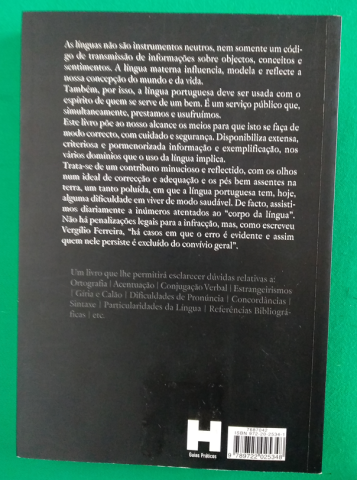 As línguas não são instrumentos neutros, nem somente um códi-
go de transmissão de informações sobre objectos, conceitos e
sentimentos. A língua materna influencia, modela e reflecte a
nossa concepção do mundo e da vida.
Também, por isso, a língua portuguesa deve ser usada com o
espírito de quem se serve de um bem. É um serviço público que,
simultaneamente, prestamos e usufruímos.
Este livro põe ao nosso alcance os meios para que isto se faça de
modo correcto, com cuidado e segurança. Disponibiliza extensa,
criteriosa e pormenorizada informação e exemplificação, nos
vários domínios que o uso da língua implica.
Trata-se de um contributo minucioso e reflectido, com os olhos
num ideal de correcção e adequação e os pés bem assentes na
terra, um tanto poluída, em que a língua portuguesa tem, hoje,
alguma dificuldade em viver de modo saudável. De facto, assisti-
mos diariamente a inúmeros atentados ao “corpo da língua”.
Não há penalizações legais para a infracção, mas, como escreveu
Vergílio Ferreira, “há casos em que o erro é evidente e assim
quem nele persiste é excluído do convívio geral”.
Um livro que lhe permitirá esclarecer dúvidas relativas a:
Ortografia | Acentuação | Conjugação Verbal | Estrangeirismos
| Gíria e Calão | Dificuldades de Pronúncia | Concordâncias |
Sintaxe | Particularidades da Língua | Referências Bibliográ-
ficas | etc.
H
Guias Práticos
ISBN
9789722025348